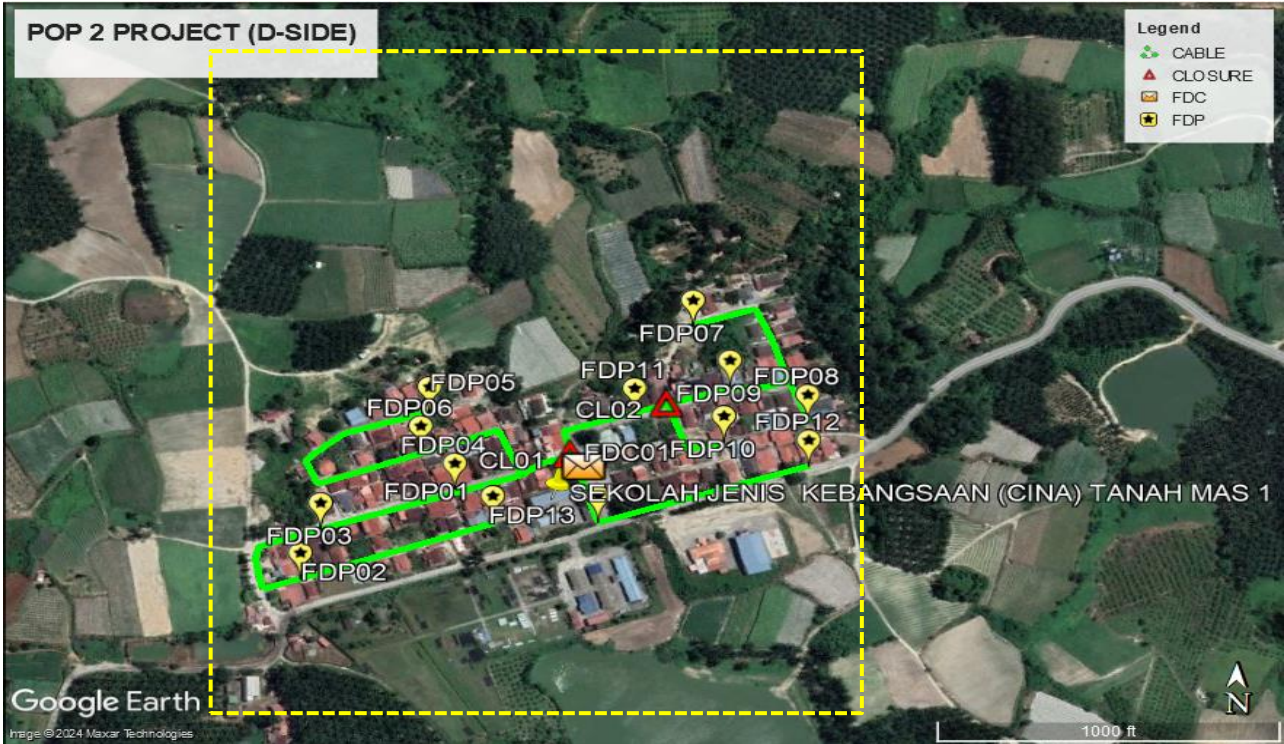 POP 2 PROJECT (D-SIDE)
Legend
CABLE
CLOSURE
FDC
FDP
FDP07
FDP11
FDP05
FDP09
FDP08
FDP06
CL02
FDP12
FDP04
FDC01
FDP10
CL01
FDP01
SEKOLAH JENIS KEBANGSAAN (CINA) TANAH MAS 1
FDP13
FDP03
FDP02
Google Earth
Image © 2024 Maxar Technologies
N
1000 ft